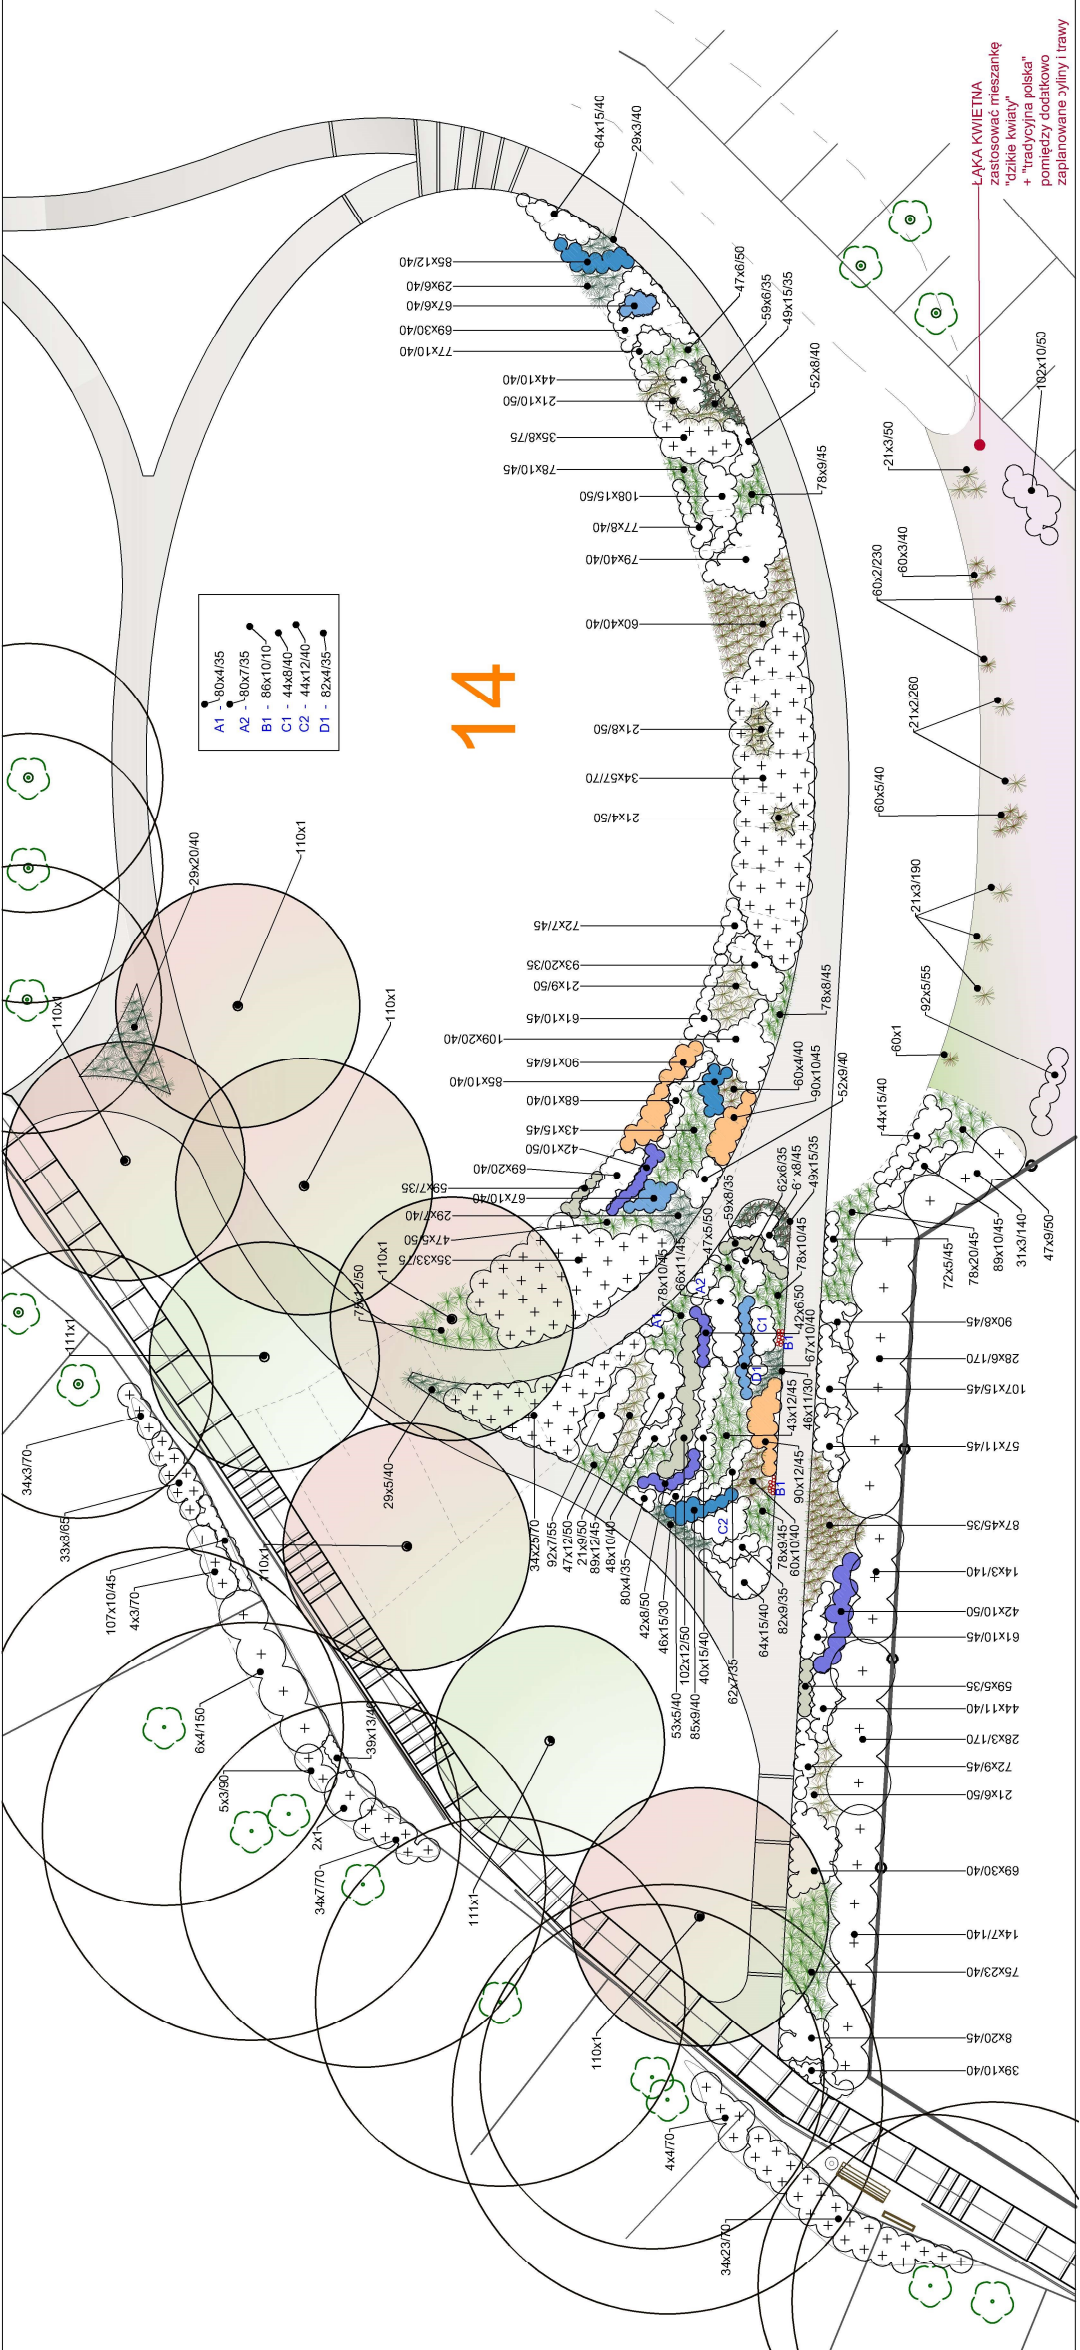 64x15/40
29x3/40
85x12/40
29x6/40
67x6/40
69x30/40
77x10/40
44x10/40
21x10/50
35x8/75
78x10/45
108x15/50
77x8/40
79x40/40
60x40/40
21x8/50
34x57/70
21x4/50
72x7/45
93x20/35
21x9/50
61x10/45
109x20/40
90x16/45
85x10/40
68x10/40
43x15/45
42x10/50
69x20/40
59x7/35
67x10/40
29x7/40
47x5/50
35x33/75
47x6/50
59x6/35
49x15/35
52x8/40
78x9/45
78x8/45
60x4/40
90x10/45
52x9/40
ŁĄKA KWIETNA
zastosować mieszankę
"dzikie kwiaty"
+ "tradycyjna polska"
pomiędzy dodatkowo
zaplanowane byliny i trawy
102x10/50
21x3/50
60x3/40
60x2/230
21x2/260
60x5/40
21x3/190
92x5/55
60x1
44x15/40
A1 - 80x4/35
A2 - 80x7/35
B1 - 86x10/10
C1 - 44x8/40
C2 - 44x12/40
D1 - 82x4/35
14
29x20/40
110x1
110x1
110x1
110x1
75x12/50
111x1
34x3/70
33x8/65
107x10/45
4x3/70
110x1
6x4/150
5x3/90
39x13/40
2x1
34x7/70
111x1
110x1
4x4/70
34x23/70
29x5/40
34x25/70
92x7/55
47x12/50
21x9/50
89x12/45
48x10/40
80x4/35
42x8/50
46x15/30
102x12/50
40x15/40
53x5/40
85x9/40
62x7/35
64x15/40
82x9/35
78x9/45
60x10/40
90x12/45
43x12/45
46x11/30
67x10/40
42x6/50
78x10/45
49x15/35
61x8/45
62x6/35
59x8/35
47x5/50
66x11/45
78x10/45
A1
A2
C1
B1
D1
B1
C2
72x5/45
78x20/45
89x10/45
31x3/140
47x9/50
90x8/45
28x6/170
107x15/45
57x11/45
87x45/35
14x3/140
42x10/50
61x10/45
59x5/35
44x11/40
28x3/170
72x9/45
21x6/50
69x30/40
14x7/140
75x23/40
8x20/45
39x10/40